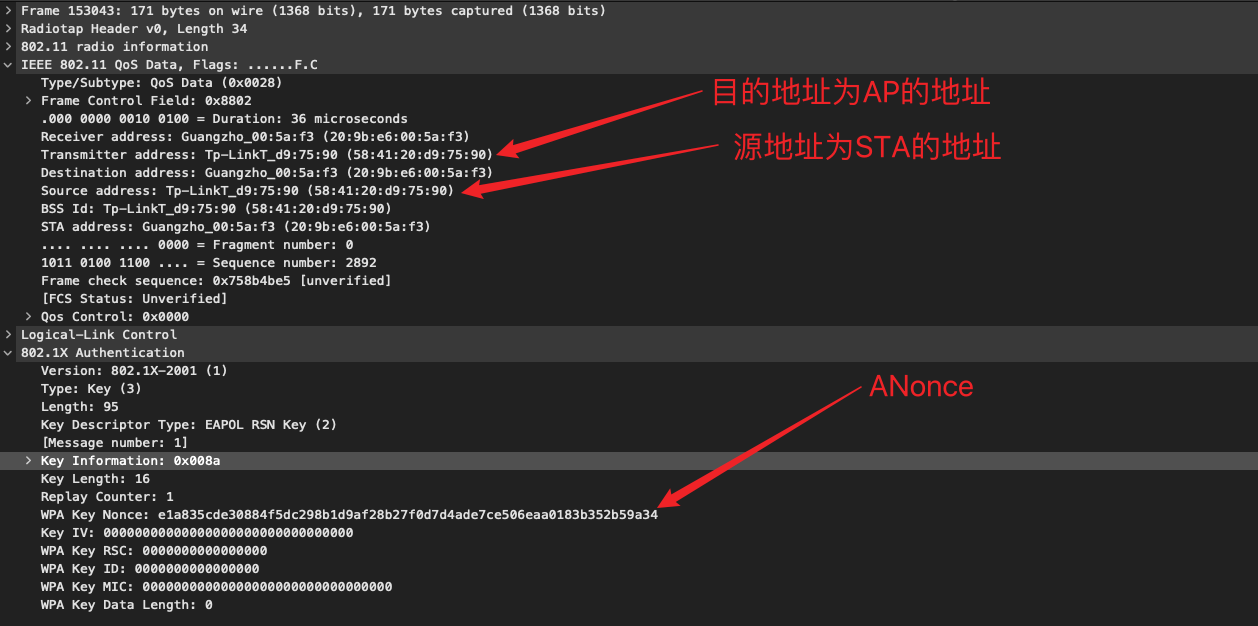 Frame 153043: 171 bytes on wire (1368 bits), 171 bytes captured (1368 bits)
Radiotap Header v0, Length 34
802.11 radio information
IEEE 802.11 QoS Data, Flags: ......F.C
Type/Subtype: QoS Data (0x0028)
Frame Control Field: 0x8802
.000 0000 0010 0100 = Duration: 36 microseconds
Receiver address: Guangzho_00:5a:f3 (20:9b:e6:00:5a:f3)
Transmitter address: Tp-LinkT_d9:75:90 (58:41:20:d9:75:90)
Destination address: Guangzho_00:5a:f3 (20:9b:e6:00:5a:f3)
Source address: Tp-LinkT_d9:75:90 (58:41:20:d9:75:90)
BSS Id: Tp-LinkT_d9:75:90 (58:41:20:d9:75:90)
STA address: Guangzho_00:5a:f3 (20:9b:e6:00:5a:f3)
.... .... .... 0000 = Fragment number: 0
1011 0100 1100 .... = Sequence number: 2892
Frame check sequence: 0x758b4be5 [unverified]
[FCS Status: Unverified]
Qos Control: 0x0000
Logical-Link Control
802.1X Authentication
Version: 802.1X-2001 (1)
Type: Key (3)
Length: 95
Key Descriptor Type: EAPOL RSN Key (2)
[Message number: 1]
Key Information: 0x008a
Key Length: 16
Replay Counter: 1
WPA Key Nonce: e1a835cde30884f5dc298b1d9af28b27f0d7d4ade7ce506eaa0183b352b59a34
Key IV: 00000000000000000000000000000000
WPA Key RSC: 0000000000000000
WPA Key ID: 0000000000000000
WPA Key MIC: 00000000000000000000000000000000
WPA Key Data Length: 0
目的地址为AP的地址
源地址为STA的地址
ANonce